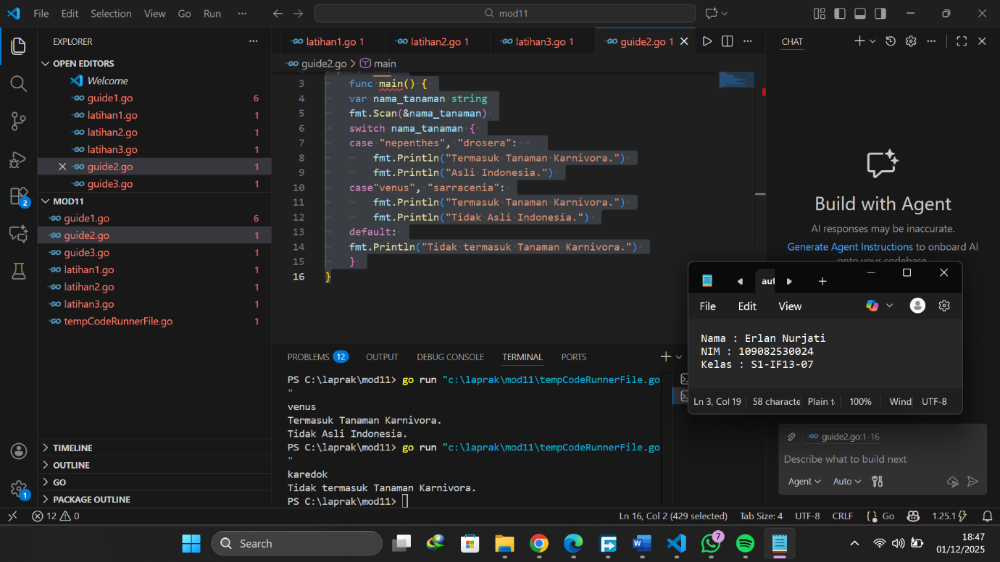 File Edit Selection View Go Run ··· mod11
EXPLORER ···
OPEN EDITORS
Welcome
guide1.go 6
latihan1.go 1
latihan2.go 1
latihan3.go 1
guide2.go 1
guide3.go 1
MOD11
guide1.go 6
guide2.go 1
guide3.go 1
latihan1.go 1
latihan2.go 1
latihan3.go 1
tempCodeRunnerFile.go 1
TIMELINE
OUTLINE
GO
PACKAGE OUTLINE
2
1
latihan1.go 1 latihan2.go 1 latihan3.go 1 guide2.go 1 ···
guide2.go > main
3 func main() {
4 var nama_tanaman string
5 fmt.Scan(&nama_tanaman)
6 switch nama_tanaman {
7 case "nepenthes", "drosera":
8 fmt.Println("Termasuk Tanaman Karnivora.")
9 fmt.Println("Asli Indonesia.")
10 case"venus", "sarracenia":
11 fmt.Println("Termasuk Tanaman Karnivora.")
12 fmt.Println("Tidak Asli Indonesia.")
13 default:
14 fmt.Println("Tidak termasuk Tanaman Karnivora.")
15 }
16 }
PROBLEMS 12 OUTPUT DEBUG CONSOLE TERMINAL PORTS
PS C:\laprak\mod11> go run "c:\laprak\mod11\tempCodeRunnerFile.go
"
venus
Termasuk Tanaman Karnivora.
Tidak Asli Indonesia.
PS C:\laprak\mod11> go run "c:\laprak\mod11\tempCodeRunnerFile.go
"
karedok
Tidak termasuk Tanaman Karnivora.
PS C:\laprak\mod11>
CHAT
Build with Agent
AI responses may be inaccurate.
Generate Agent Instructions to onboard AI
onto your codebase.
aut
File Edit View
Nama : Erlan Nurjati
NIM : 109082530024
Kelas : S1-IF13-07
Ln 3, Col 19 58 characte Plain t 100% Wind UTF-8
guide2.go:1-16
Describe what to build next
Agent Auto
12 0 Ln 16, Col 2 (429 selected) Tab Size: 4 UTF-8 CRLF { } Go 1.25.1
Search 7 18:47
01/12/2025